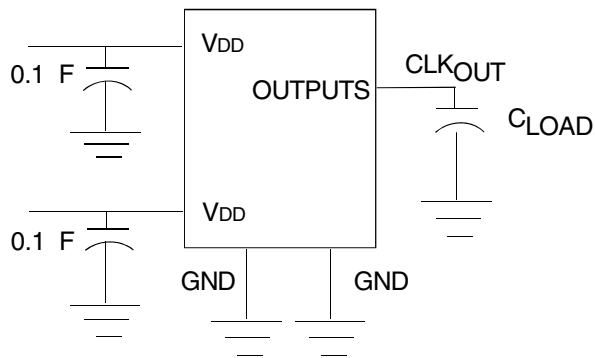 VDD
0.1 F
CLKOUT
OUTPUTS
CLOAD
VDD
0.1 F
GND
GND